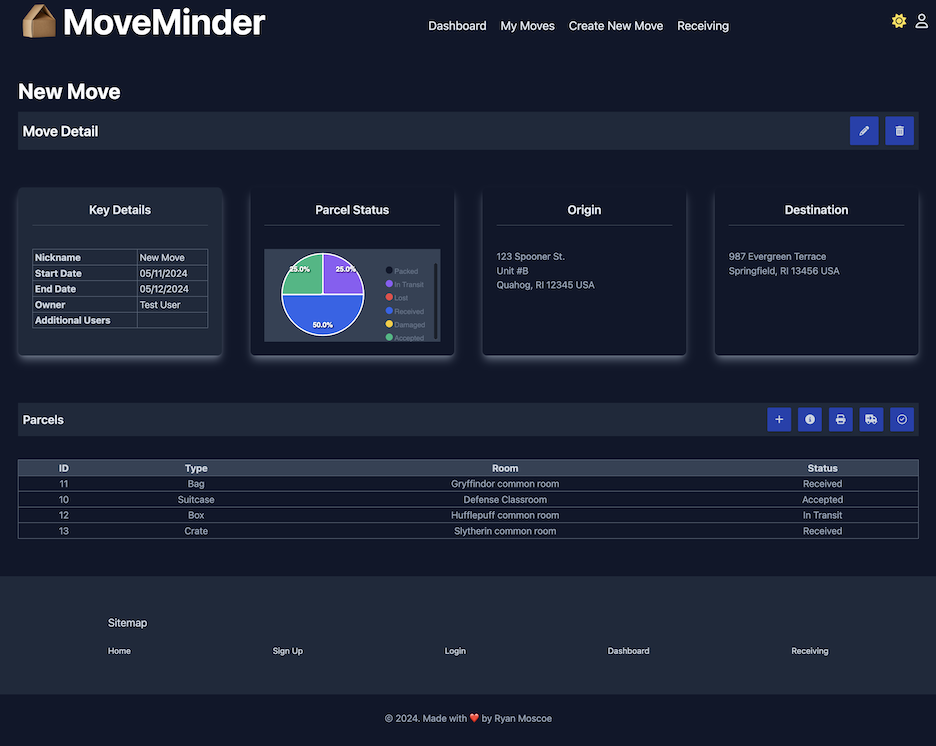 MoveMinder
Dashboard My Moves Create New Move Receiving
New Move
Move Detail
Key Details
Nickname New Move
Start Date 05/11/2024
End Date 05/12/2024
Owner Test User
Additional Users
Parcel Status
25.0% 25.0%
50.0%
Packed
In Transit
Lost
Received
Damaged
Accepted
Origin
123 Spooner St.
Unit #B
Quahog, RI 12345 USA
Destination
987 Evergreen Terrace
Springfield, RI 13456 USA
Parcels
ID Type Room Status
11 Bag Gryffindor common room Received
10 Suitcase Defense Classroom Accepted
12 Box Hufflepuff common room In Transit
13 Crate Slytherin common room Received
Sitemap
Home Sign Up Login Dashboard Receiving
© 2024. Made with ❤️ by Ryan Moscoe